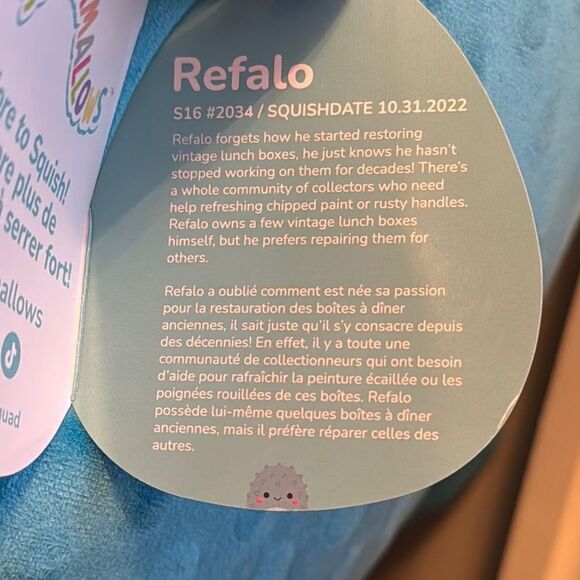 MALLOWS
ore to Squish!
re plus de
à serrer fort!
allows
uad
Refalo
S16 #2034 / SQUISHDATE 10.31.2022
Refalo forgets how he started restoring
vintage lunch boxes, he just knows he hasn't
stopped working on them for decades! There's
a whole community of collectors who need
help refreshing chipped paint or rusty handles.
Refalo owns a few vintage lunch boxes
himself, but he prefers repairing them for
others.
Refalo a oublié comment est née sa passion
pour la restauration des boîtes à dîner
anciennes, il sait juste qu'il s'y consacre depuis
des décennies! En effet, il y a toute une
communauté de collectionneurs qui ont besoin
d'aide pour rafraîchir la peinture écaillée ou les
poignées rouillées de ces boîtes. Refalo
possède lui-même quelques boîtes à dîner
anciennes, mais il préfère réparer celles des
autres.